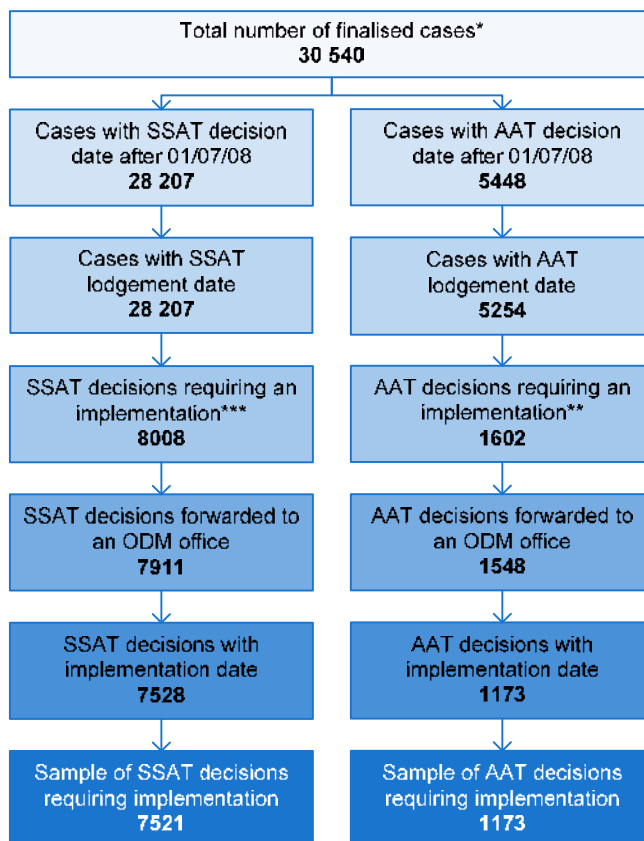 Total number of finalised cases*
30 540
Cases with SSAT decision
date after 01/07/08
28 207
Cases with AAT decision
date after 01/07/08
5448
Cases with SSAT
lodgement date
28 207
Cases with AAT
lodgement date
5254
SSAT decisions requiring an
implementation***
8008
AAT decisions requiring an
implementation**
1602
SSAT decisions forwarded to
an ODM office
7911
AAT decisions forwarded to
an ODM office
1548
SSAT decisions with
implementation date
7528
AAT decisions with
implementation date
1173
Sample of SSAT decisions
requiring implementation
7521
Sample of AAT decisions
requiring implementation
1173